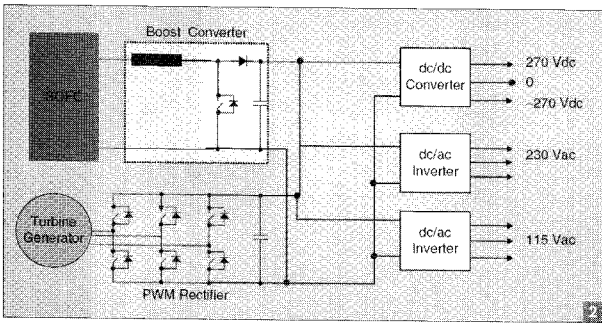 Boost Converter
SOFC
dc/dc
Converter
270 Vdc
0
-270 Vdc
dc/ac
Inverter
230 Vac
Turbine
Generator
dc/ac
Inverter
115 Vac
PWM Rectifier
2